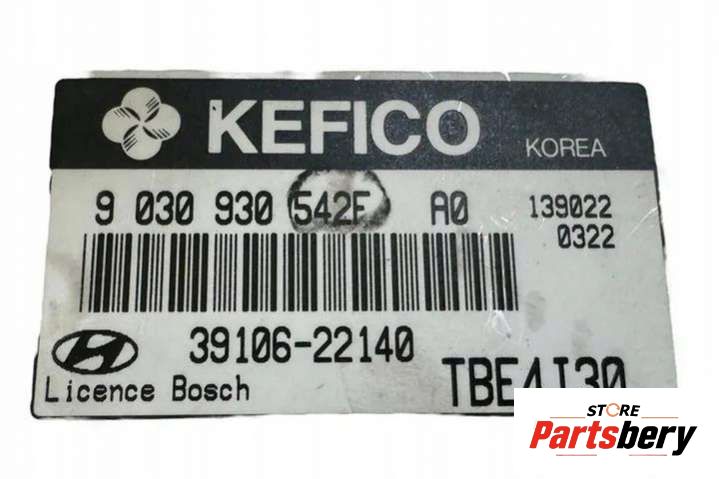 KEFICO KOREA
9 030 930 542F A0 139022
0322
39106-22140
Licence Bosch TBE4I30
STORE
Partsbery